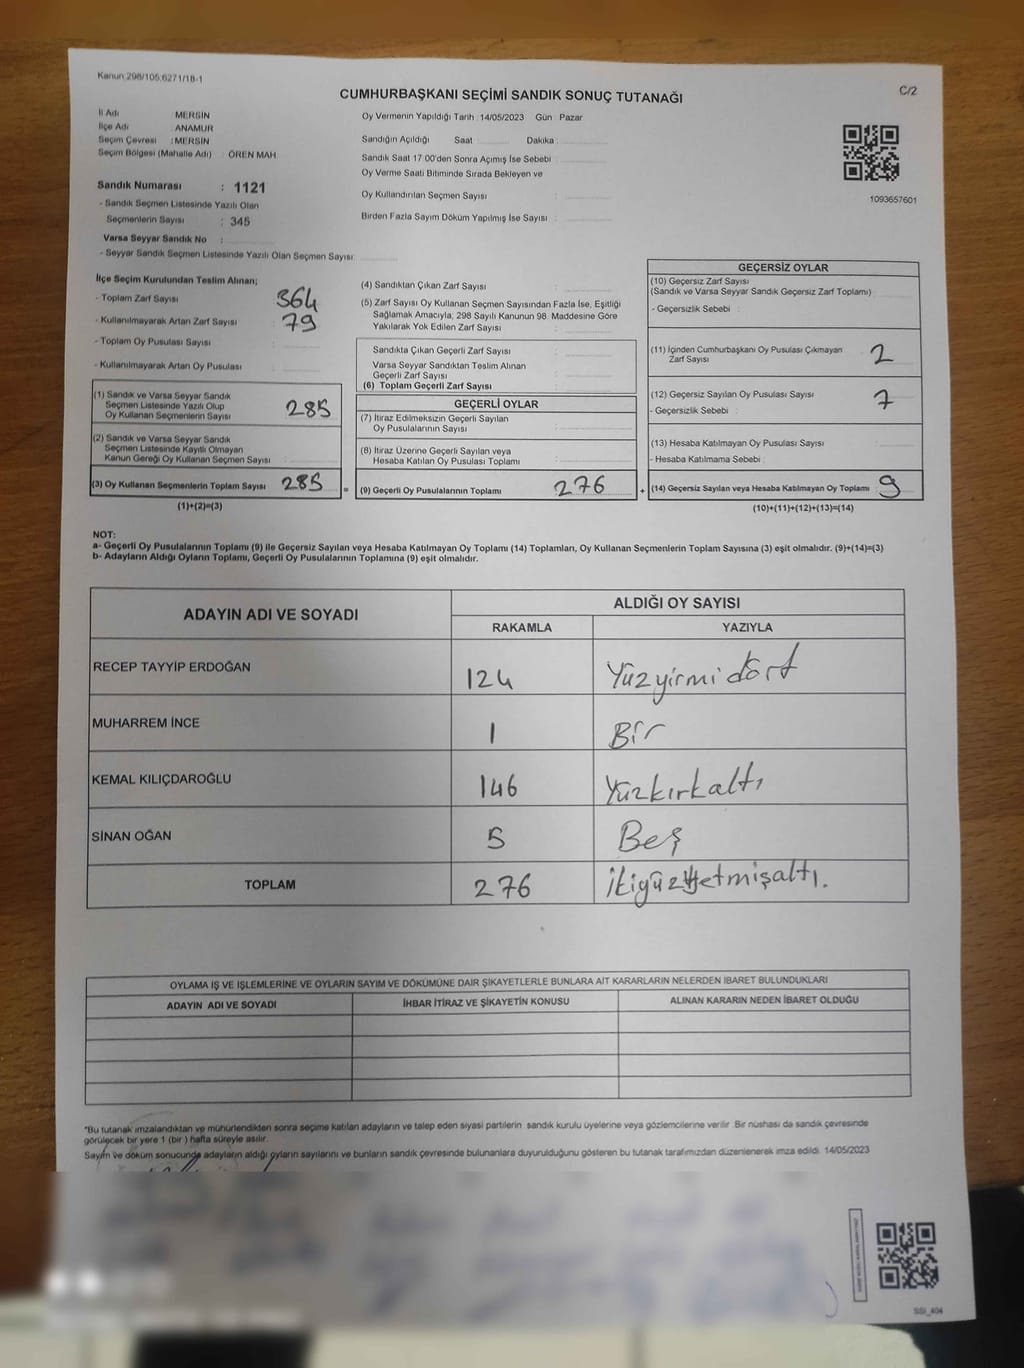 Kanun 298/105,6271/18-1
C/2
CUMHURBAŞKANI SEÇİMİ SANDIK SONUÇ TUTANAĞI
İl Adı : MERSİN
İlçe Adı : ANAMUR
Seçim Çevresi : MERSİN
Seçim Bölgesi (Mahalle Adı) : ÖREN MAH.
Sandık Numarası : 1121
- Sandık Seçmen Listesinde Yazılı Olan
Seçmenlerin Sayısı : 345
Varsa Seyyar Sandık No :
- Seyyar Sandık Seçmen Listesinde Yazılı Olan Seçmen Sayısı:
Oy Vermenin Yapıldığı Tarih : 14/05/2023 Gün : Pazar
Sandığın Açıldığı Saat Dakika :
Sandık Saat 17:00'den Sonra Açımış İse Sebebi :
Oy Verme Saati Bitiminde Sırada Bekleyen ve
Oy Kullandırılan Seçmen Sayısı :
Birden Fazla Sayım Döküm Yapılmış İse Sayısı :
1093657601
İlçe Seçim Kurulundan Teslim Alınan;
- Toplam Zarf Sayısı 364
- Kullanılmayarak Artan Zarf Sayısı : 79
- Toplam Oy Pusulası Sayısı :
- Kullanılmayarak Artan Oy Pusulası :
(1) Sandık ve Varsa Seyyar Sandık
Seçmen Listesinde Yazılı Olup
Oy Kullanan Seçmenlerin Sayısı 285
(2) Sandık ve Varsa Seyyar Sandık
Seçmen Listesinde Kayıtlı Olmayan
Kanun Gereği Oy Kullanan Seçmen Sayısı :
(3) Oy Kullanan Seçmenlerin Toplam Sayısı 285
(1)+(2)=(3)
(4) Sandıktan Çıkan Zarf Sayısı :
(5) Zarf Sayısı Oy Kullanan Seçmen Sayısından Fazla İse, Eşitliği
Sağlamak Amacıyla; 298 Sayılı Kanunun 98. Maddesine Göre
Yakılarak Yok Edilen Zarf Sayısı :
Sandıkta Çıkan Geçerli Zarf Sayısı :
Varsa Seyyar Sandıktan Teslim Alınan
Geçerli Zarf Sayısı :
(6) Toplam Geçerli Zarf Sayısı :
GEÇERLİ OYLAR
(7) İtiraz Edilmeksizin Geçerli Sayılan
Oy Pusulalarının Sayısı :
(8) İtiraz Üzerine Geçerli Sayılan veya
Hesaba Katılan Oy Pusulası Toplamı :
= (9) Geçerli Oy Pusulalarının Toplamı 276
GEÇERSİZ OYLAR
(10) Geçersiz Zarf Sayısı
(Sandık ve Varsa Seyyar Sandık Geçersiz Zarf Toplamı) :
- Geçersizlik Sebebi :
(11) İçinden Cumhurbaşkanı Oy Pusulası Çıkmayan
Zarf Sayısı 2
(12) Geçersiz Sayılan Oy Pusulası Sayısı 7
- Geçersizlik Sebebi :
(13) Hesaba Katılmayan Oy Pusulası Sayısı :
- Hesaba Katılmama Sebebi :
+ (14) Geçersiz Sayılan veya Hesaba Katılmayan Oy Toplamı : 9
(10)+(11)+(12)+(13)=(14)
NOT:
a- Geçerli Oy Pusulalarının Toplamı (9) ile Geçersiz Sayılan veya Hesaba Katılmayan Oy Toplamı (14) Toplamları, Oy Kullanan Seçmenlerin Toplam Sayısına (3) eşit olmalıdır. (9)+(14)=(3)
b- Adayların Aldığı Oyların Toplamı, Geçerli Oy Pusulalarının Toplamına (9) eşit olmalıdır.
ADAYIN ADI VE SOYADI ALDIĞI OY SAYISI
RAKAMLA YAZIYLA
RECEP TAYYİP ERDOĞAN 124 Yüzyirmidört
MUHARREM İNCE 1 Bir
KEMAL KILIÇDAROĞLU 146 Yüzkırkaltı
SİNAN OĞAN 5 Beş
TOPLAM 276 İkiyüzyetmişaltı.
OYLAMA İŞ VE İŞLEMLERİNE VE OYLARIN SAYIM VE DÖKÜMÜNE DAİR ŞİKAYETLERLE BUNLARA AİT KARARLARIN NELERDEN İBARET BULUNDUKLARI
ADAYIN ADI VE SOYADI İHBAR İTİRAZ VE ŞİKAYETİN KONUSU ALINAN KARARIN NEDEN İBARET OLDUĞU
"Bu tutanak imzalandıktan ve mühürlendikten sonra seçime katılan adayların ve talep eden siyasi partilerin sandık kurulu üyelerine veya gözlemcilerine verilir. Bir nüshası da sandık çevresinde
görülecek bir yere 1 (bir ) hafta süreyle asılır.
Sayım ve döküm sonucunda adayların aldığı oyların sayılarını ve bunların sandık çevresinde bulunanlara duyurulduğunu gösteren bu tutanak tarafımızdan düzenlenerek imza edildi. 14/05/2023
SSI_404